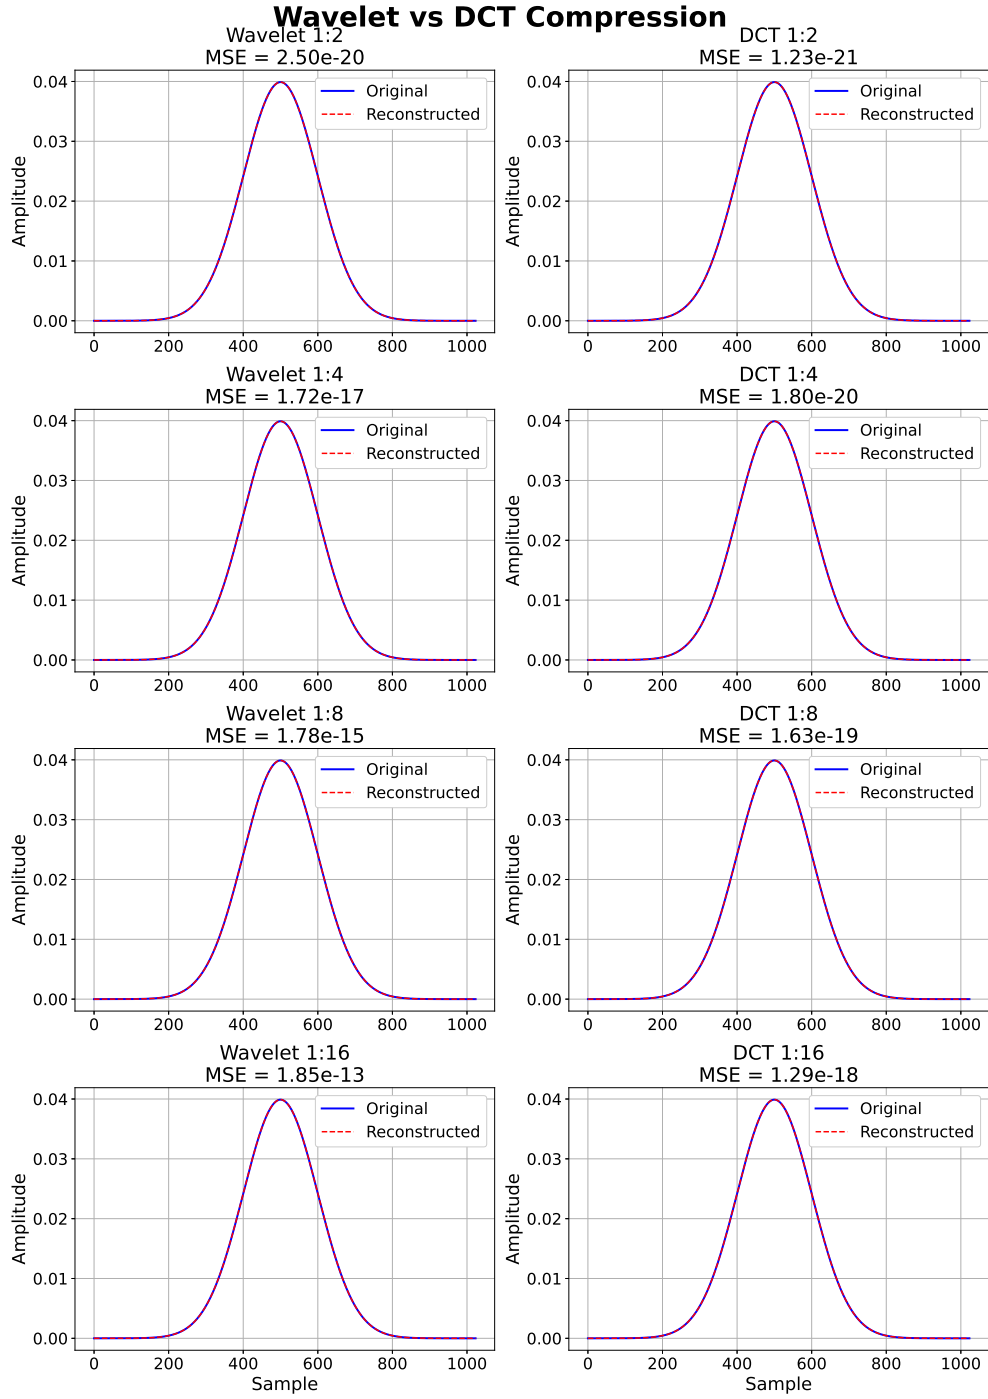 Wavelet vs DCT Compression
Wavelet 1:2
MSE = 2.50e-20
Amplitude
0.04
0.03
0.02
0.01
0.00
Original
Reconstructed
0 200 400 600 800 1000
DCT 1:2
MSE = 1.23e-21
Amplitude
0.04
0.03
0.02
0.01
0.00
Original
Reconstructed
0 200 400 600 800 1000
Wavelet 1:4
MSE = 1.72e-17
Amplitude
0.04
0.03
0.02
0.01
0.00
Original
Reconstructed
0 200 400 600 800 1000
DCT 1:4
MSE = 1.80e-20
Amplitude
0.04
0.03
0.02
0.01
0.00
Original
Reconstructed
0 200 400 600 800 1000
Wavelet 1:8
MSE = 1.78e-15
Amplitude
0.04
0.03
0.02
0.01
0.00
Original
Reconstructed
0 200 400 600 800 1000
DCT 1:8
MSE = 1.63e-19
Amplitude
0.04
0.03
0.02
0.01
0.00
Original
Reconstructed
0 200 400 600 800 1000
Wavelet 1:16
MSE = 1.85e-13
Amplitude
0.04
0.03
0.02
0.01
0.00
Original
Reconstructed
0 200 400 600 800 1000
Sample
DCT 1:16
MSE = 1.29e-18
Amplitude
0.04
0.03
0.02
0.01
0.00
Original
Reconstructed
0 200 400 600 800 1000
Sample